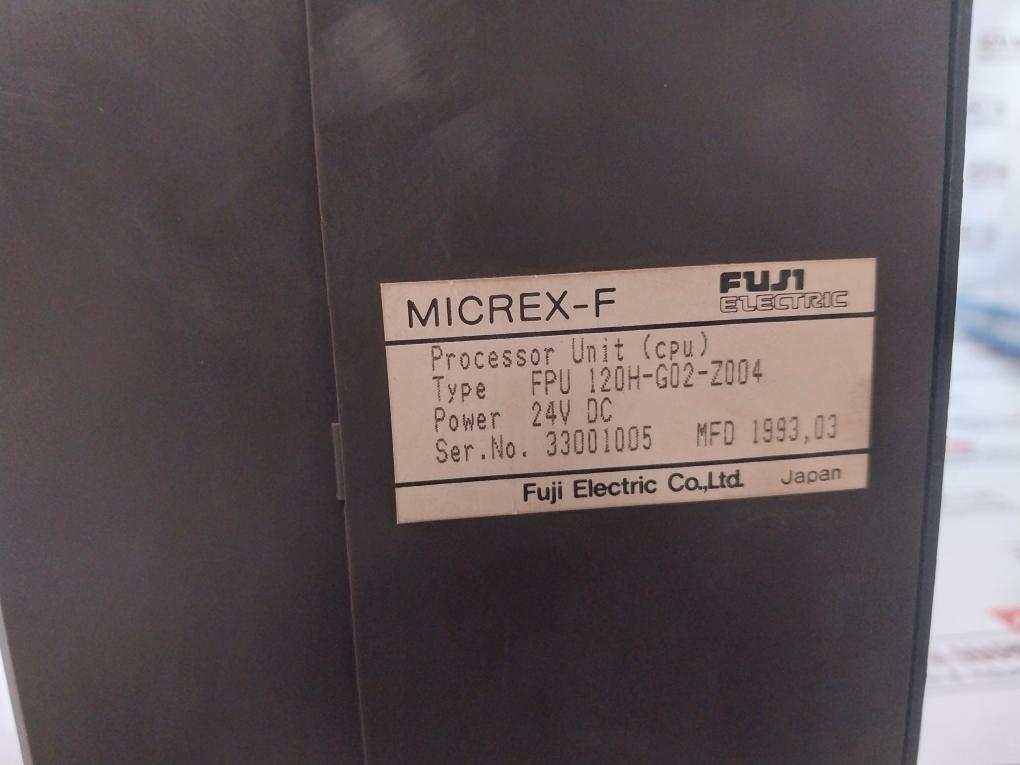 MICREX-F
FUJI
ELECTRIC
Processor Unit (cpu)
Type FPU 120H-G02-Z004
Power 24V DC
Ser.No. 33001005 MFD 1993,03
Fuji Electric Co.,Ltd. Japan